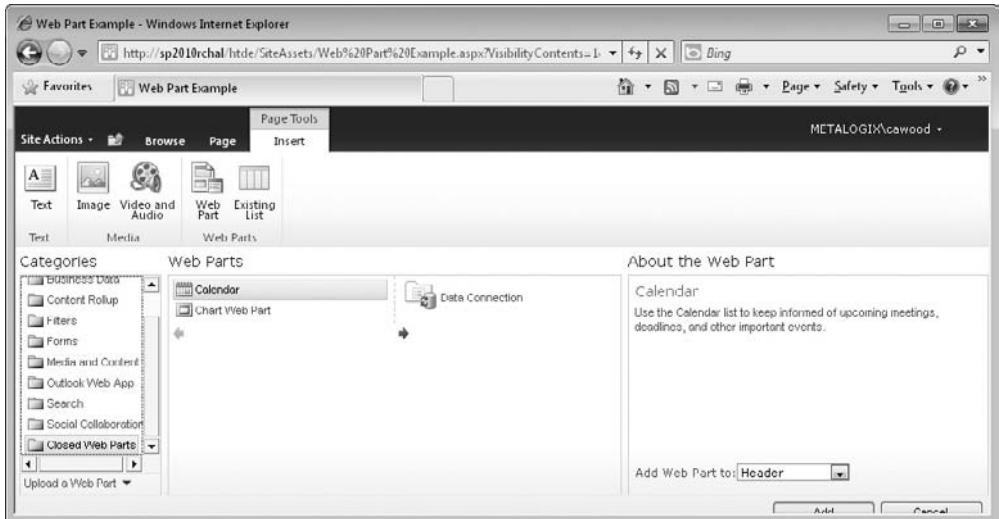 Web Part Example - Windows Internet Explorer
http://sp2010rchal/htde/SiteAssets/Web%20Part%20Example.aspx?VisibilityContents=1
Bing
Favorites Web Part Example Page Safety Tools
Page Tools
Site Actions Browse Page Insert METALOGIX\cawood
Text Image Video and Audio Web Part Existing List
Text Media Web Parts
Categories Web Parts About the Web Part
Business Data
Content Rollup
Filters
Forms
Media and Content
Outlook Web App
Search
Social Collaboration
Closed Web Parts
Upload a Web Part
Calendar
Chart Web Part
Data Connection
Calendar
Use the Calendar list to keep informed of upcoming meetings,
deadlines, and other important events.
Add Web Part to: Header
Add Cancel